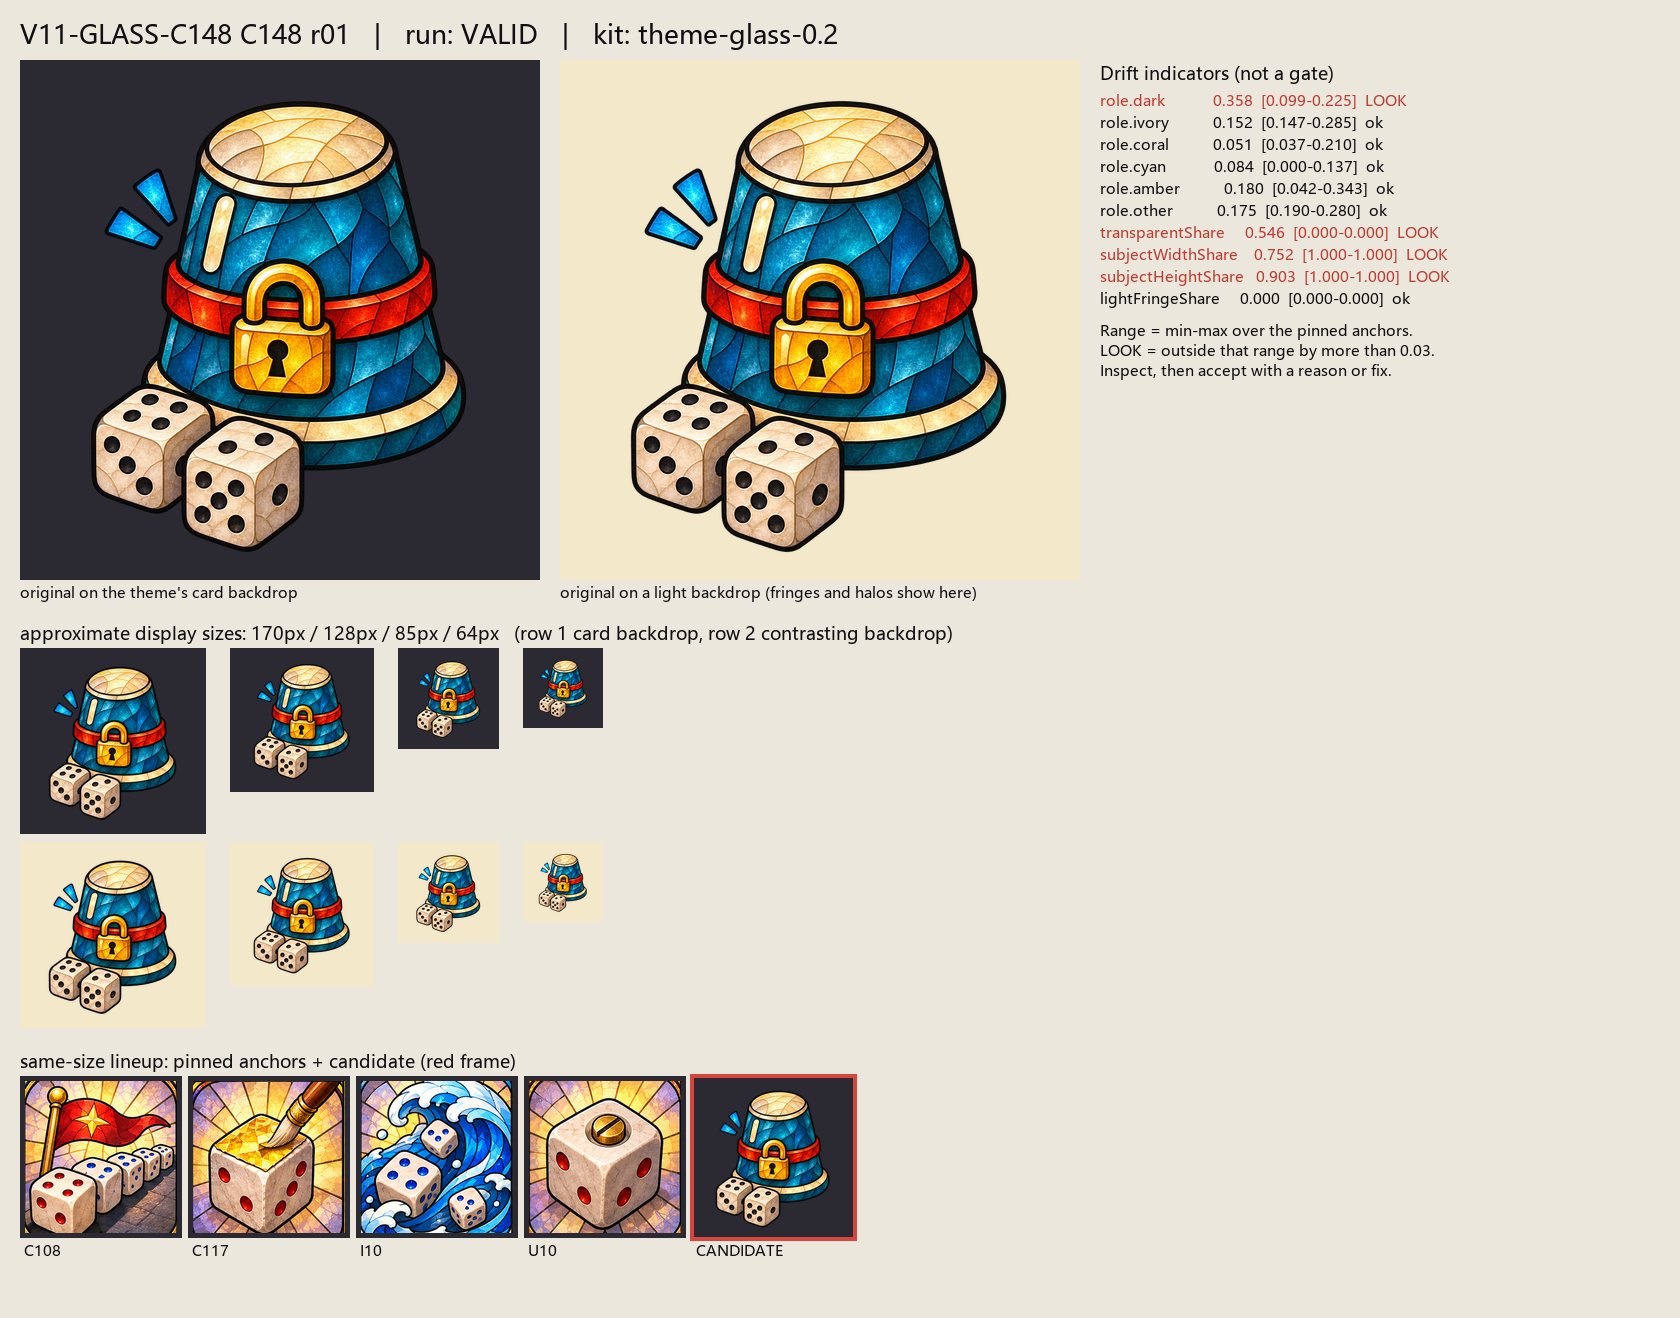 V11-GLASS-C148 C148 r01 | run: VALID | kit: theme-glass-0.2
Drift indicators (not a gate)
role.dark 0.358 [0.099-0.225] LOOK
role.ivory 0.152 [0.147-0.285] ok
role.coral 0.051 [0.037-0.210] ok
role.cyan 0.084 [0.000-0.137] ok
role.amber 0.180 [0.042-0.343] ok
role.other 0.175 [0.190-0.280] ok
transparentShare 0.546 [0.000-0.000] LOOK
subjectWidthShare 0.752 [1.000-1.000] LOOK
subjectHeightShare 0.903 [1.000-1.000] LOOK
lightFringeShare 0.000 [0.000-0.000] ok
Range = min-max over the pinned anchors.
LOOK = outside that range by more than 0.03.
Inspect, then accept with a reason or fix.
original on the theme's card backdrop
original on a light backdrop (fringes and halos show here)
approximate display sizes: 170px / 128px / 85px / 64px (row 1 card backdrop, row 2 contrasting backdrop)
same-size lineup: pinned anchors + candidate (red frame)
C108
C117
I10
U10
CANDIDATE